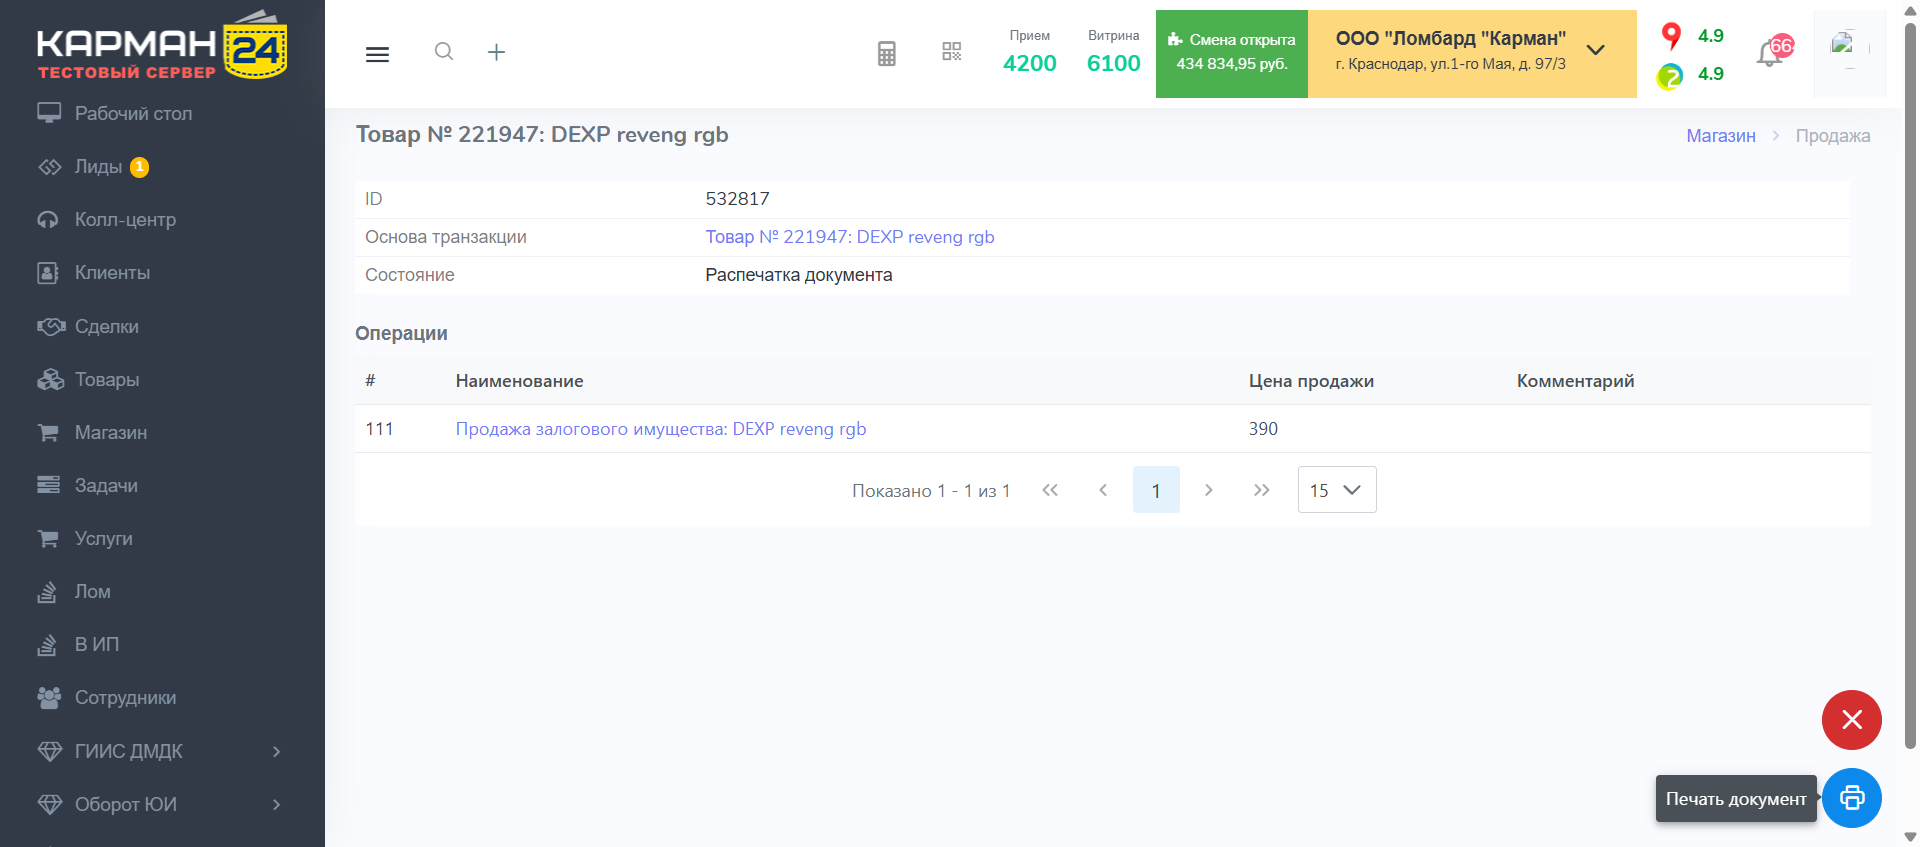 КАРМАН 24
ТЕСТОВЫЙ СЕРВЕР
Рабочий стол
Лиды 1
Колл-центр
Клиенты
Сделки
Товары
Магазин
Задачи
Услуги
Лом
В ИП
Сотрудники
ГИИС ДМДК
Оборот ЮИ
Прием
4200
Витрина
6100
Смена открыта
434 834,95 руб.
ООО "Ломбард "Карман"
г. Краснодар, ул.1-го Мая, д. 97/3
4.9
4.9
Товар № 221947: DEXP reveng rgb
Магазин > Продажа
ID 532817
Основа транзакции Товар № 221947: DEXP reveng rgb
Состояние Распечатка документа
Операции
# Наименование Цена продажи Комментарий
111 Продажа залогового имущества: DEXP reveng rgb 390
Показано 1 - 1 из 1 « ‹ 1 › » 15
Печать документ